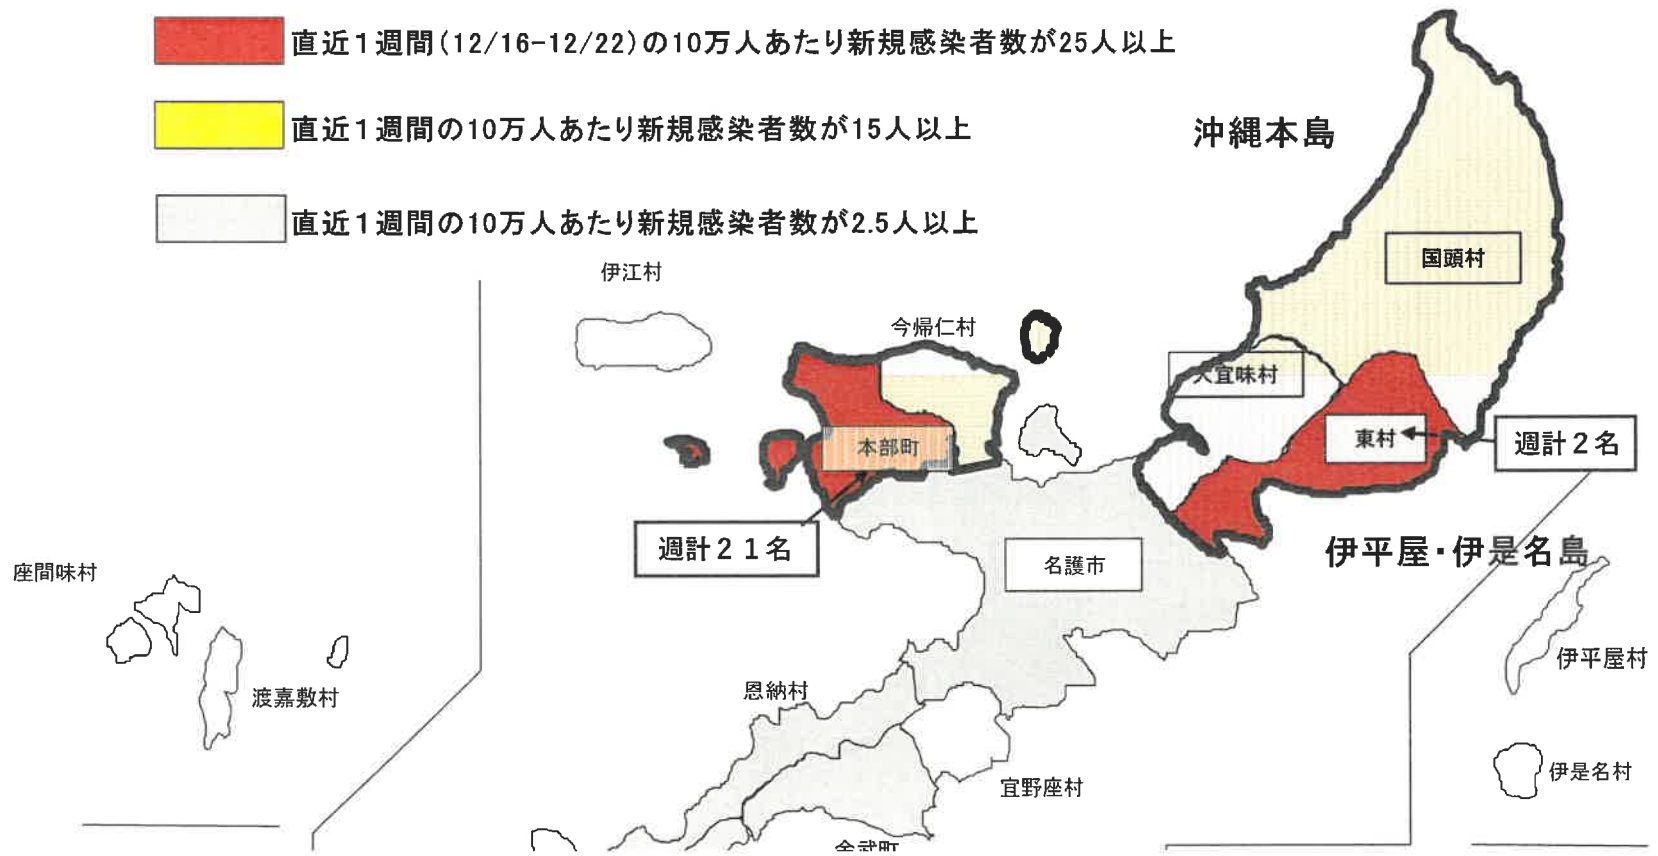 直近１週間(12/16-12/22)の10万人あたり新規感染者数が25人以上
直近１週間の10万人あたり新規感染者数が15人以上
沖縄本島
直近１週間の10万人あたり新規感染者数が2.5人以上
国頭村
伊江村
今帰仁村
大宜味村
本部町
東村
週計２名
週計２１名
名護市
伊平屋・伊是名島
座間味村
伊平屋村
渡嘉敷村
恩納村
伊是名村
宜野座村
金武町